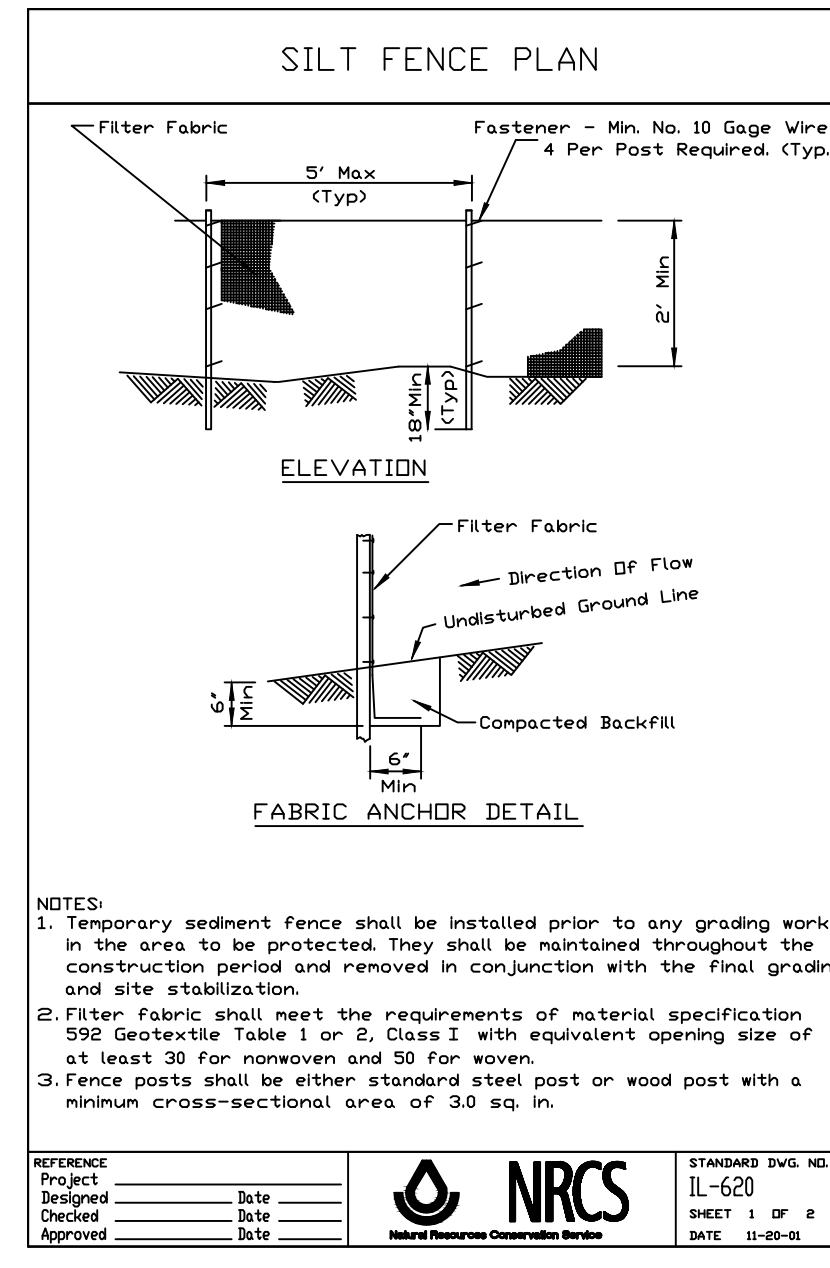 SILT FENCE PLAN
Filter Fabric
Fastener - Min. No. 10 Gage Wire
4 Per Post Required. (Typ.
5' Max
(Typ)
2' Min
18"Min
(Typ)
ELEVATION
Filter Fabric
Direction Of Flow
Undisturbed Ground Line
6"
Min
Compacted Backfill
6"
Min
FABRIC ANCHOR DETAIL
NOTES:
1. Temporary sediment fence shall be installed prior to any grading work
in the area to be protected. They shall be maintained throughout the
construction period and removed in conjunction with the final gradin
and site stabilization.
2. Filter fabric shall meet the requirements of material specification
592 Geotextile Table 1 or 2, Class I with equivalent opening size of
at least 30 for nonwoven and 50 for woven.
3. Fence posts shall be either standard steel post or wood post with a
minimum cross-sectional area of 3.0 sq. in.
REFERENCE
Project
Designed Date
Checked Date
Approved Date
NRCS
Natural Resources Conservation Service
STANDARD DWG. NO.
IL-620
SHEET 1 OF 2
DATE 11-20-01